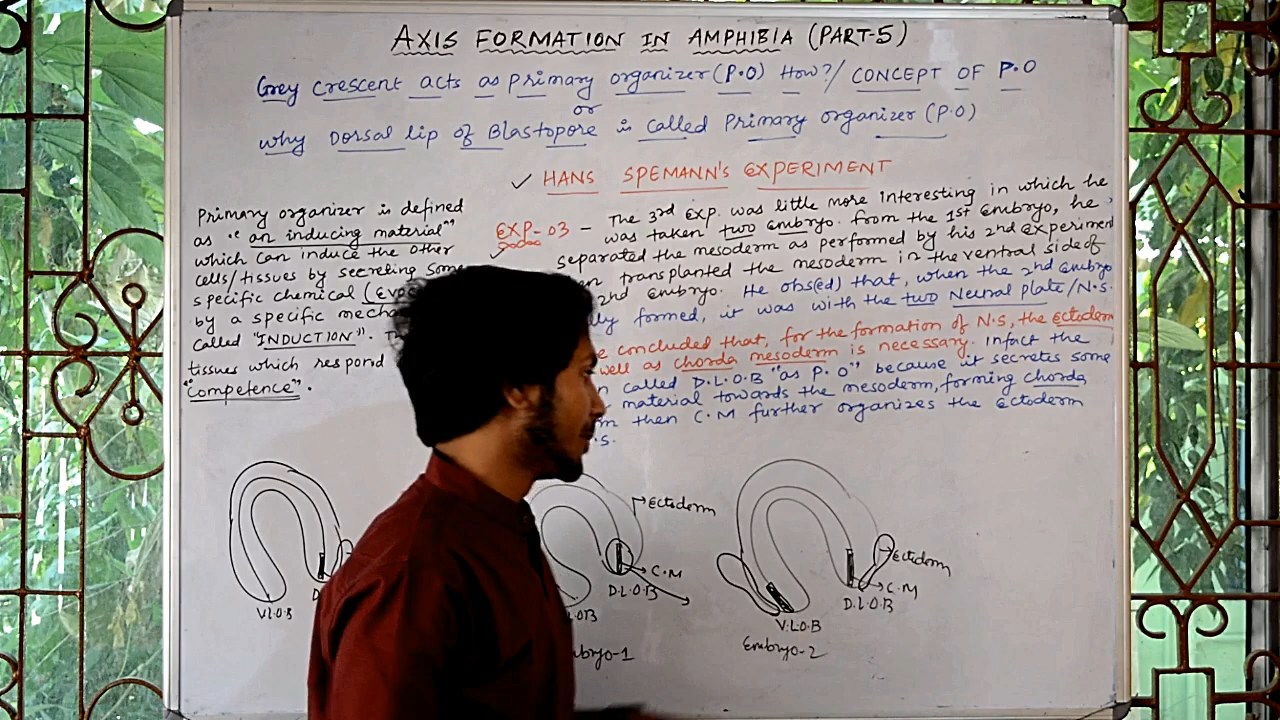 AXIS FORMATION IN AMPHIBIA (PART-5)
Grey crescent acts as primary organizer (P.O) How?/ CONCEPT OF P.O
or
why Dorsal lip of Blastopore is called Primary organizer (P.O)
✓ HANS SPEMANN'S EXPERIMENT
Primary organizer is defined
as "an inducing material"
which can induce the other
cells/tissues by secreting some
specific chemical
by a specific
called "INDUCTION".
tissues which respond
"competence".
EXP-03 – The 3rd Exp. was little more interesting in which he
was taken two embryo. From the 1st Embryo, he
separated the mesoderm as performed by his 2nd experiment
transplanted the mesoderm in the ventral side of
2nd embryo. He obs(ed) that, when the 2nd Embryo
formed, it was with the two Neural plate/N.S.
concluded that, for the formation of N.S, the ectoderm
well as chorda mesoderm is necessary. Infact the
called D.L.O.B "as P.O" because it secretes some
material towards the mesoderm, forming chorda
then C.M further organizes the ectoderm
V.L.O.B
Ectoderm
C.M
D.L.O.B
Ectoderm
C.M
D.L.O.B
V.L.O.B
Embryo-2